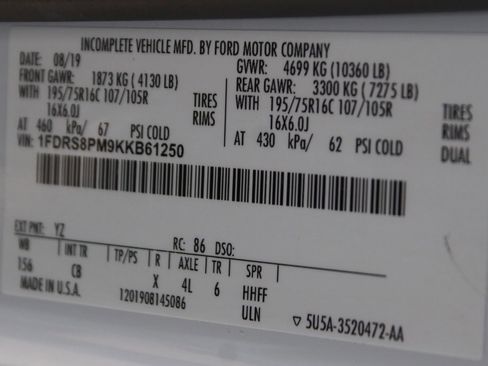 INCOMPLETE VEHICLE MFD. BY FORD MOTOR COMPANY
DATE: 08/19 GVWR: 4699 KG (10360 LB)
FRONT GAWR: 1873 KG (4130 LB) REAR GAWR: 3300 KG (7275 LB)
WITH 195/75R16C 107/105R TIRES WITH 195/75R16C 107/105R TIRES
16X6.0J RIMS 16X6.0J RIMS
AT 460 kPa/ 67 PSI COLD AT 430 kPa/ 62 PSI COLD DUAL
VIN: 1FDRS8PM9KKB61250
EXT PNT: YZ RC: 86 DSO:
WB INT TR TP/PS R AXLE TR SPR
156 CB X 4L 6 HHFF
MADE IN U.S.A. 1201908145086 ULN ▽ 5U5A-3520472-AA